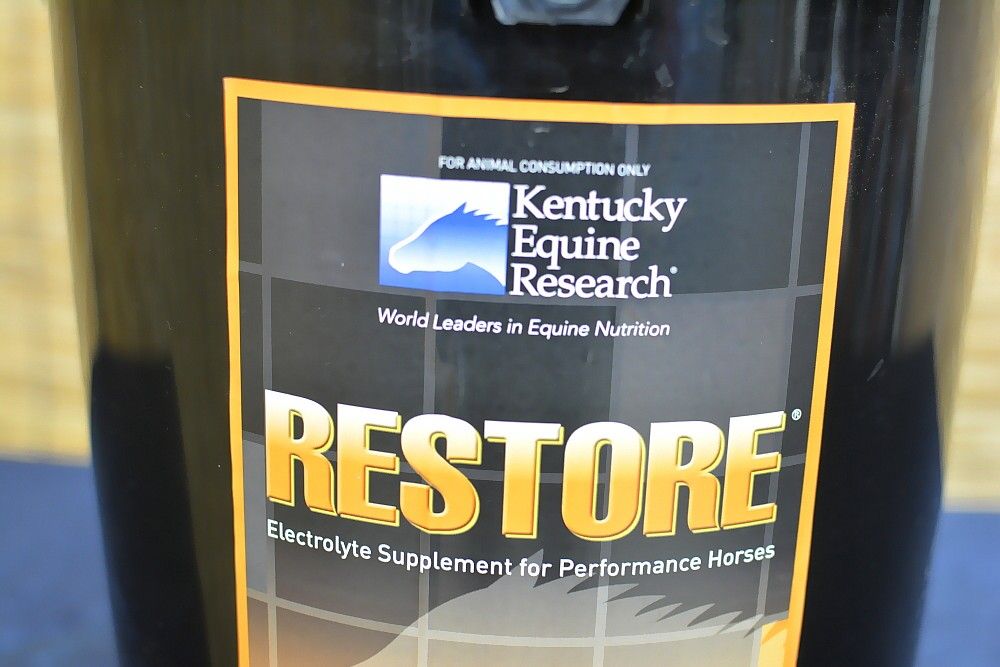 FOR ANIMAL CONSUMPTION ONLY
Kentucky
Equine
Research®
World Leaders in Equine Nutrition
RESTORE®
Electrolyte Supplement for Performance Horses